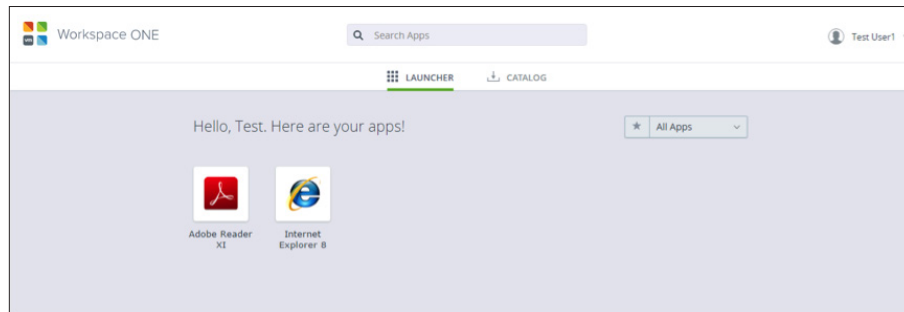 vm
Workspace ONE
Search Apps
Test User1
LAUNCHER
CATALOG
Hello, Test. Here are your apps!
All Apps
Adobe Reader
XI
Internet
Explorer 8